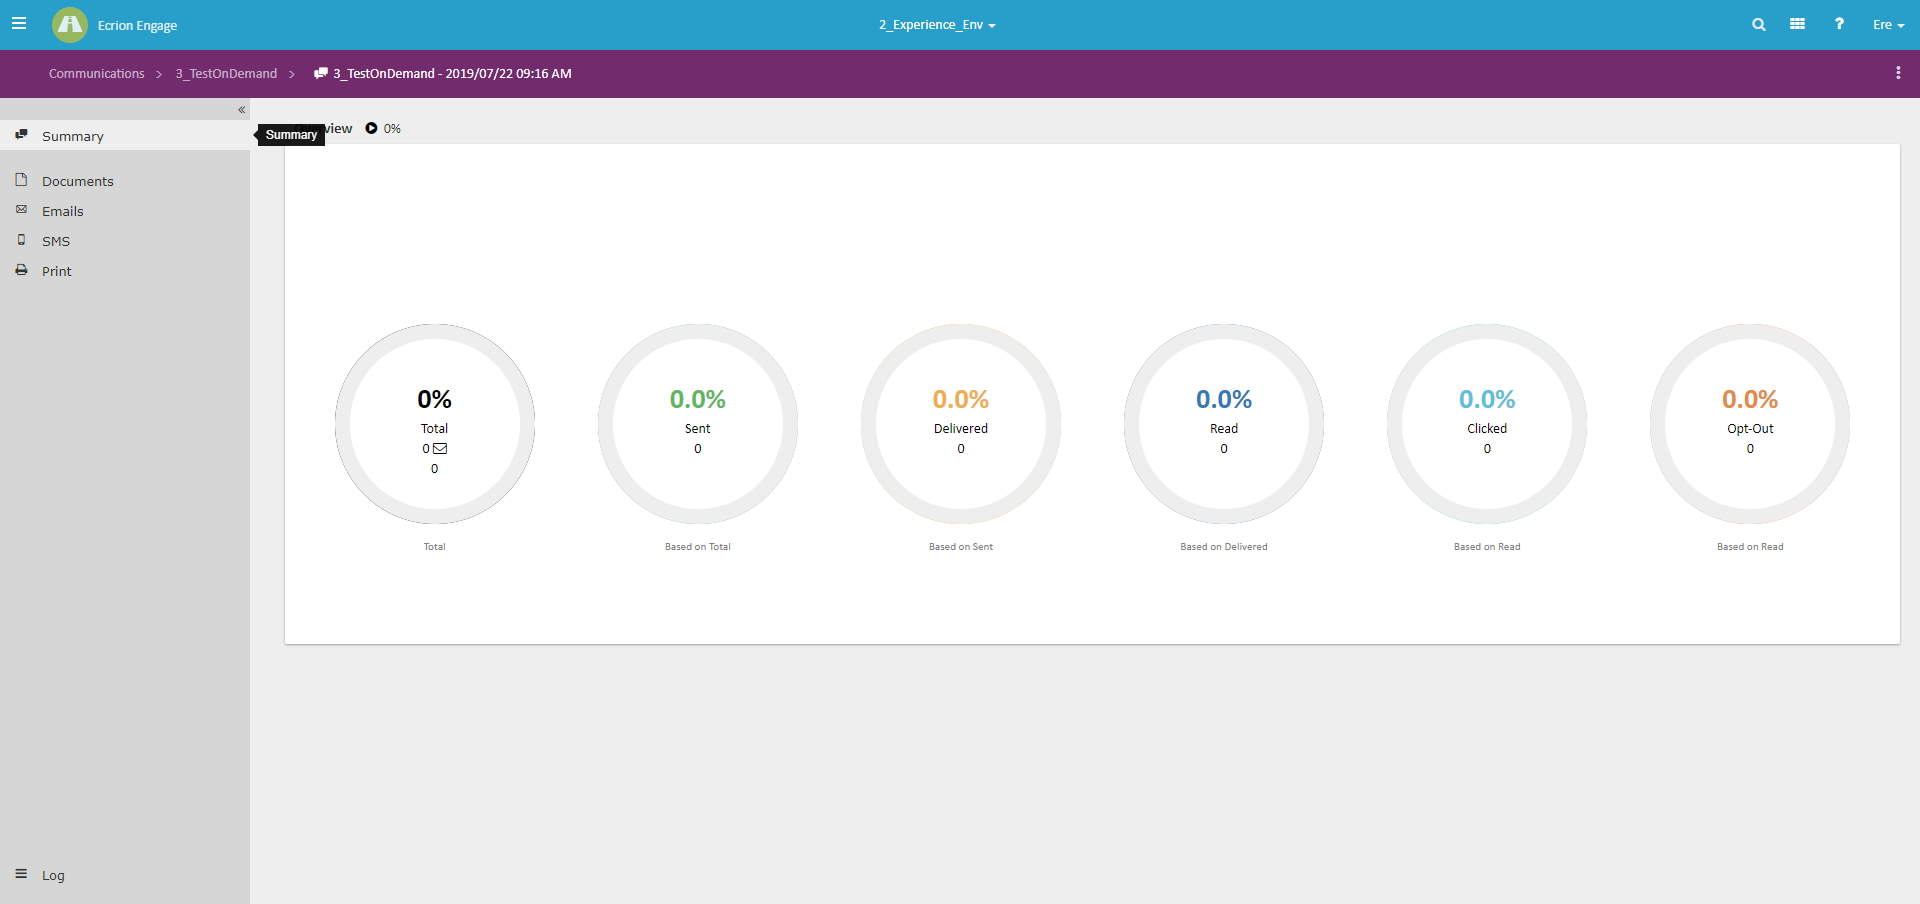 Ecrion Engage
2_Experience_Env
?
Ere
Communications > 3_TestOnDemand > 3_TestOnDemand - 2019/07/22 09:16 AM
«
Summary
Summary
0%
Documents
Emails
SMS
Print
0%
Total
0
0
Total
0.0%
Sent
0
Based on Total
0.0%
Delivered
0
Based on Sent
0.0%
Read
0
Based on Delivered
0.0%
Clicked
0
Based on Read
0.0%
Opt-Out
0
Based on Read
Log